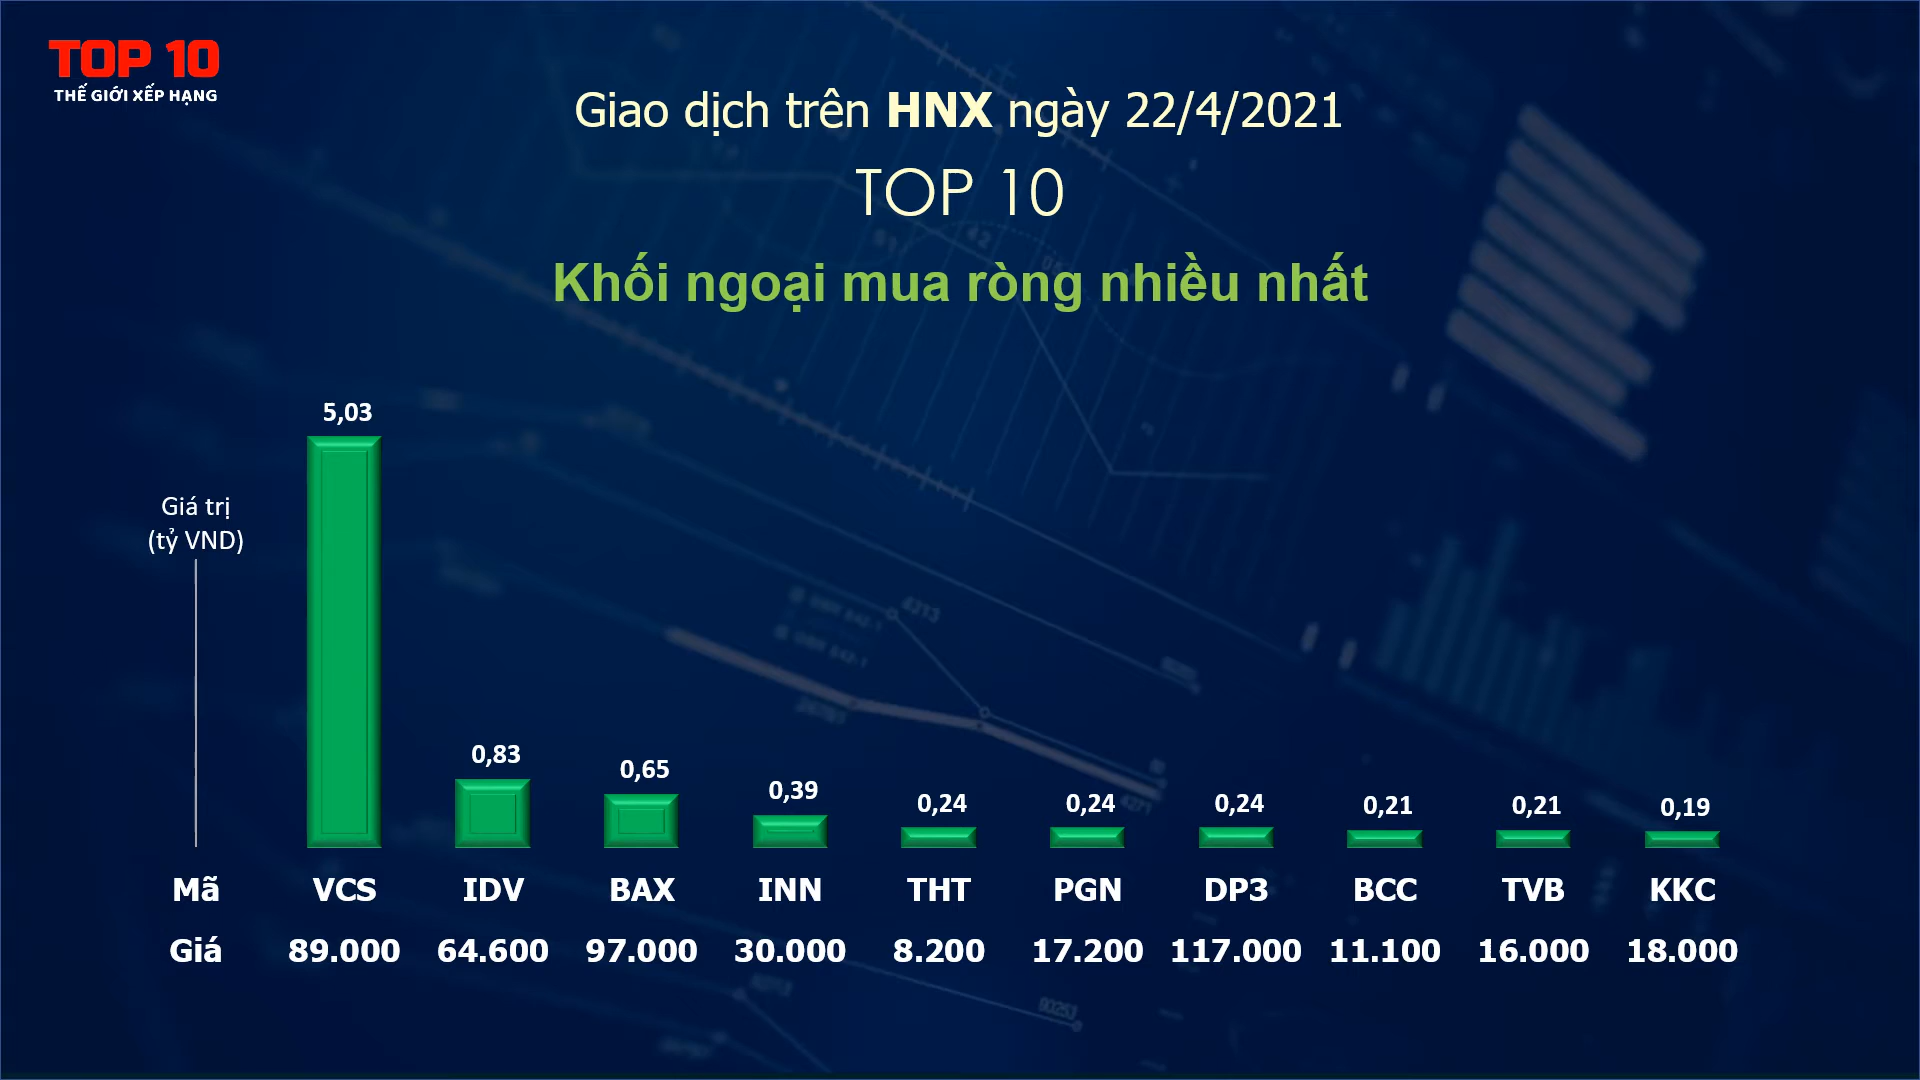 TOP 10
THẾ GIỚI XẾP HẠNG
Giao dịch trên HNX ngày 22/4/2021
TOP 10
Khối ngoại mua ròng nhiều nhất
Giá trị
(tỷ VND)
5,03 0,83 0,65 0,39 0,24 0,24 0,24 0,21 0,21 0,19
Mã VCS IDV BAX INN THT PGN DP3 BCC TVB KKC
Giá 89.000 64.600 97.000 30.000 8.200 17.200 117.000 11.100 16.000 18.000